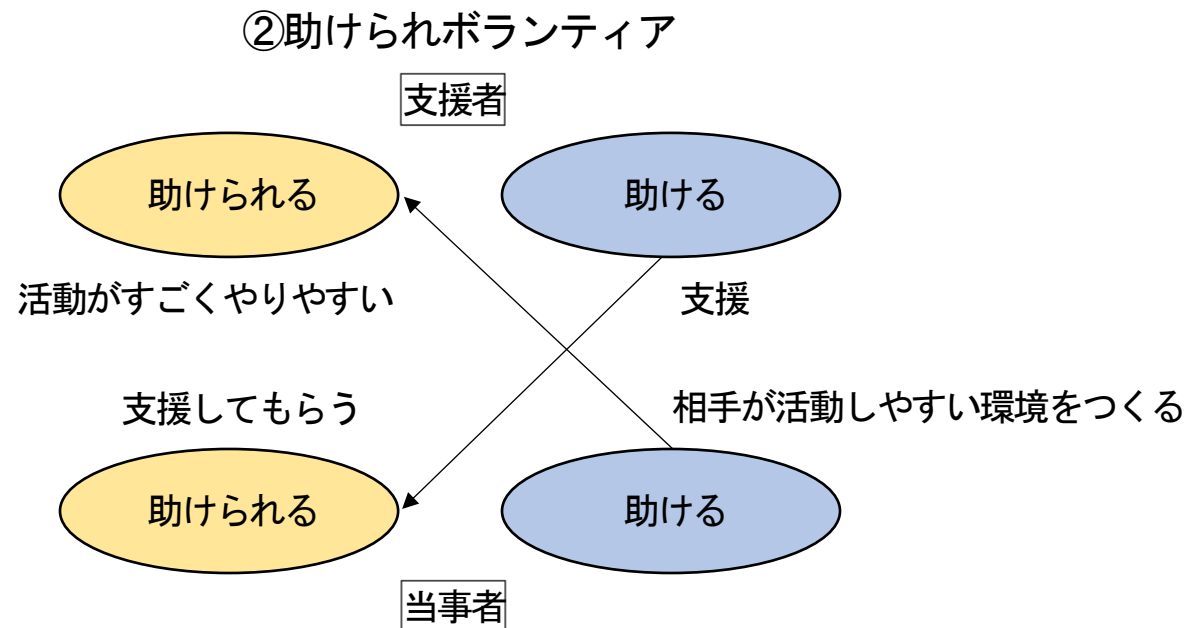 ②助けられボランティア
支援者
助けられる
助ける
活動がすごくやりやすい
支援
支援してもらう
相手が活動しやすい環境をつくる
助けられる
助ける
当事者